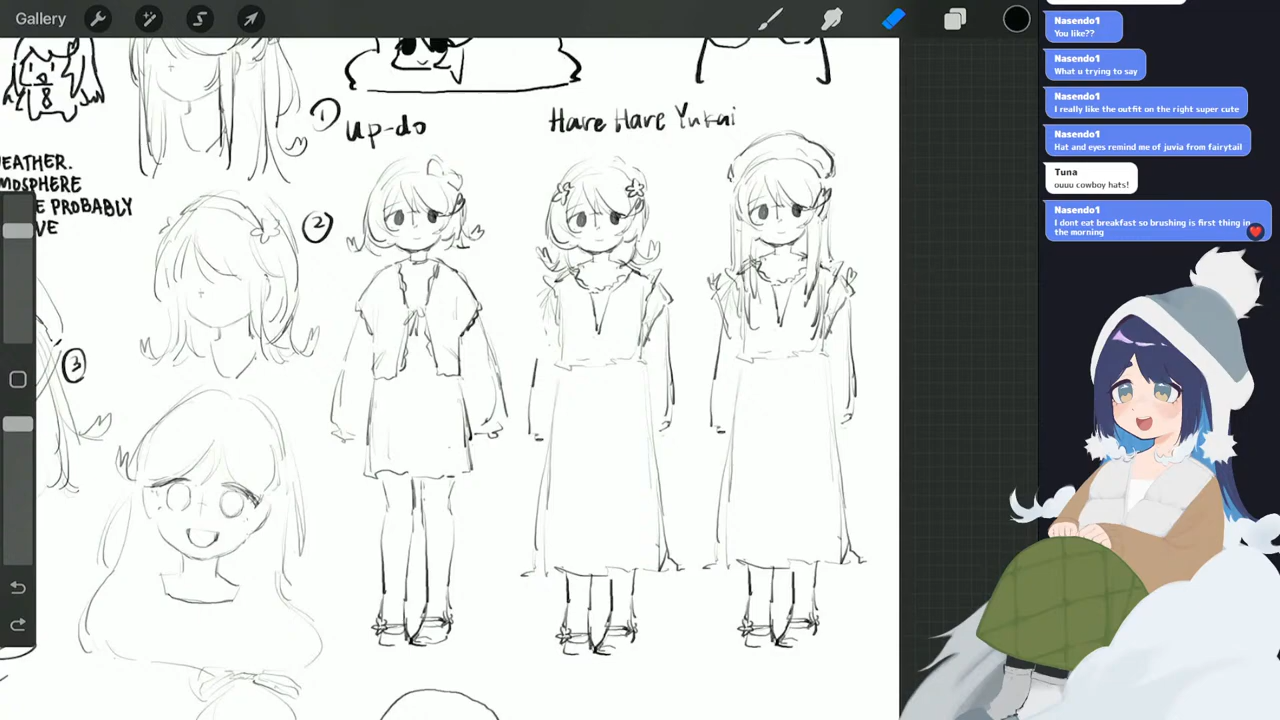 Gallery
EATHER.
MOSPHERE
E PROBABLY
VE
①
Up-do
Hare Hare Yukai
②
③
Nasendo1
You like??
Nasendo1
What u trying to say
Nasendo1
I really like the outfit on the right super cute
Nasendo1
Hat and eyes remind me of juvia from fairytail
Tuna
ouuu cowboy hats!
Nasendo1
I dont eat breakfast so brushing is first thing in
the morning